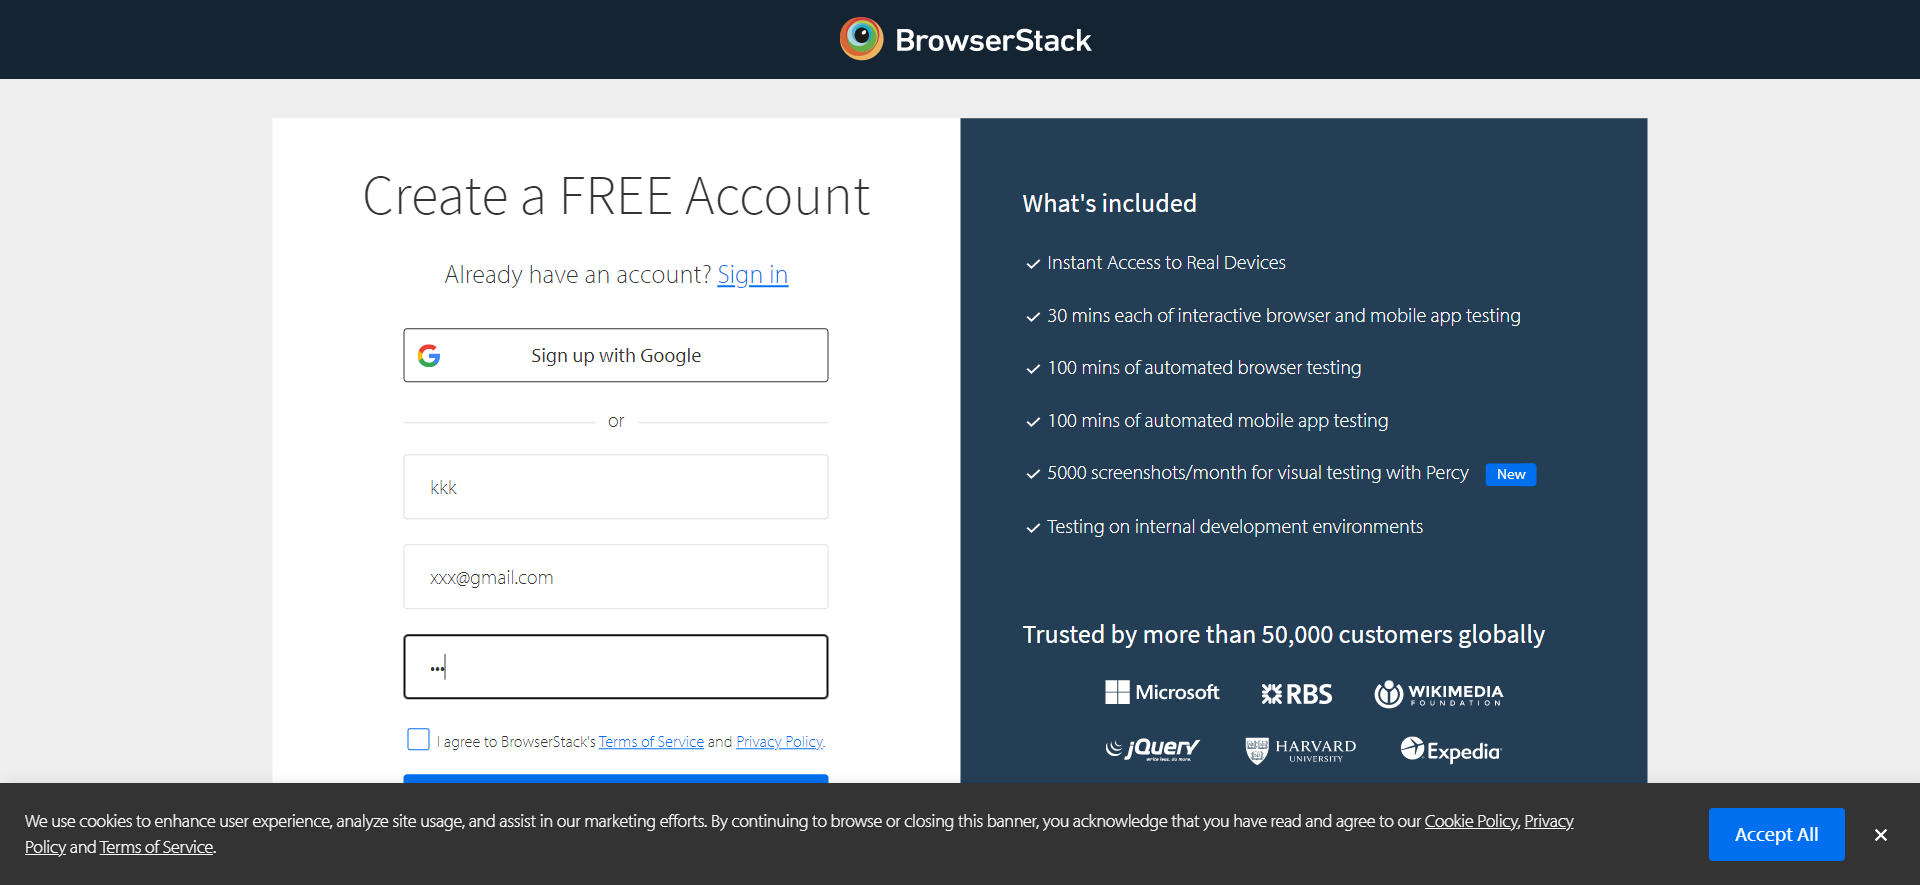 BrowserStack
Create a FREE Account
Already have an account? Sign in
Sign up with Google
or
kkk
xxx@gmail.com
•••
I agree to BrowserStack's Terms of Service and Privacy Policy.
What's included
Instant Access to Real Devices
30 mins each of interactive browser and mobile app testing
100 mins of automated browser testing
100 mins of automated mobile app testing
5000 screenshots/month for visual testing with Percy New
Testing on internal development environments
Trusted by more than 50,000 customers globally
Microsoft
RBS
WIKIMEDIA
FOUNDATION
jQuery
write less, do more.
HARVARD
UNIVERSITY
Expedia
We use cookies to enhance user experience, analyze site usage, and assist in our marketing efforts. By continuing to browse or closing this banner, you acknowledge that you have read and agree to our Cookie Policy, Privacy
Policy and Terms of Service.
Accept All